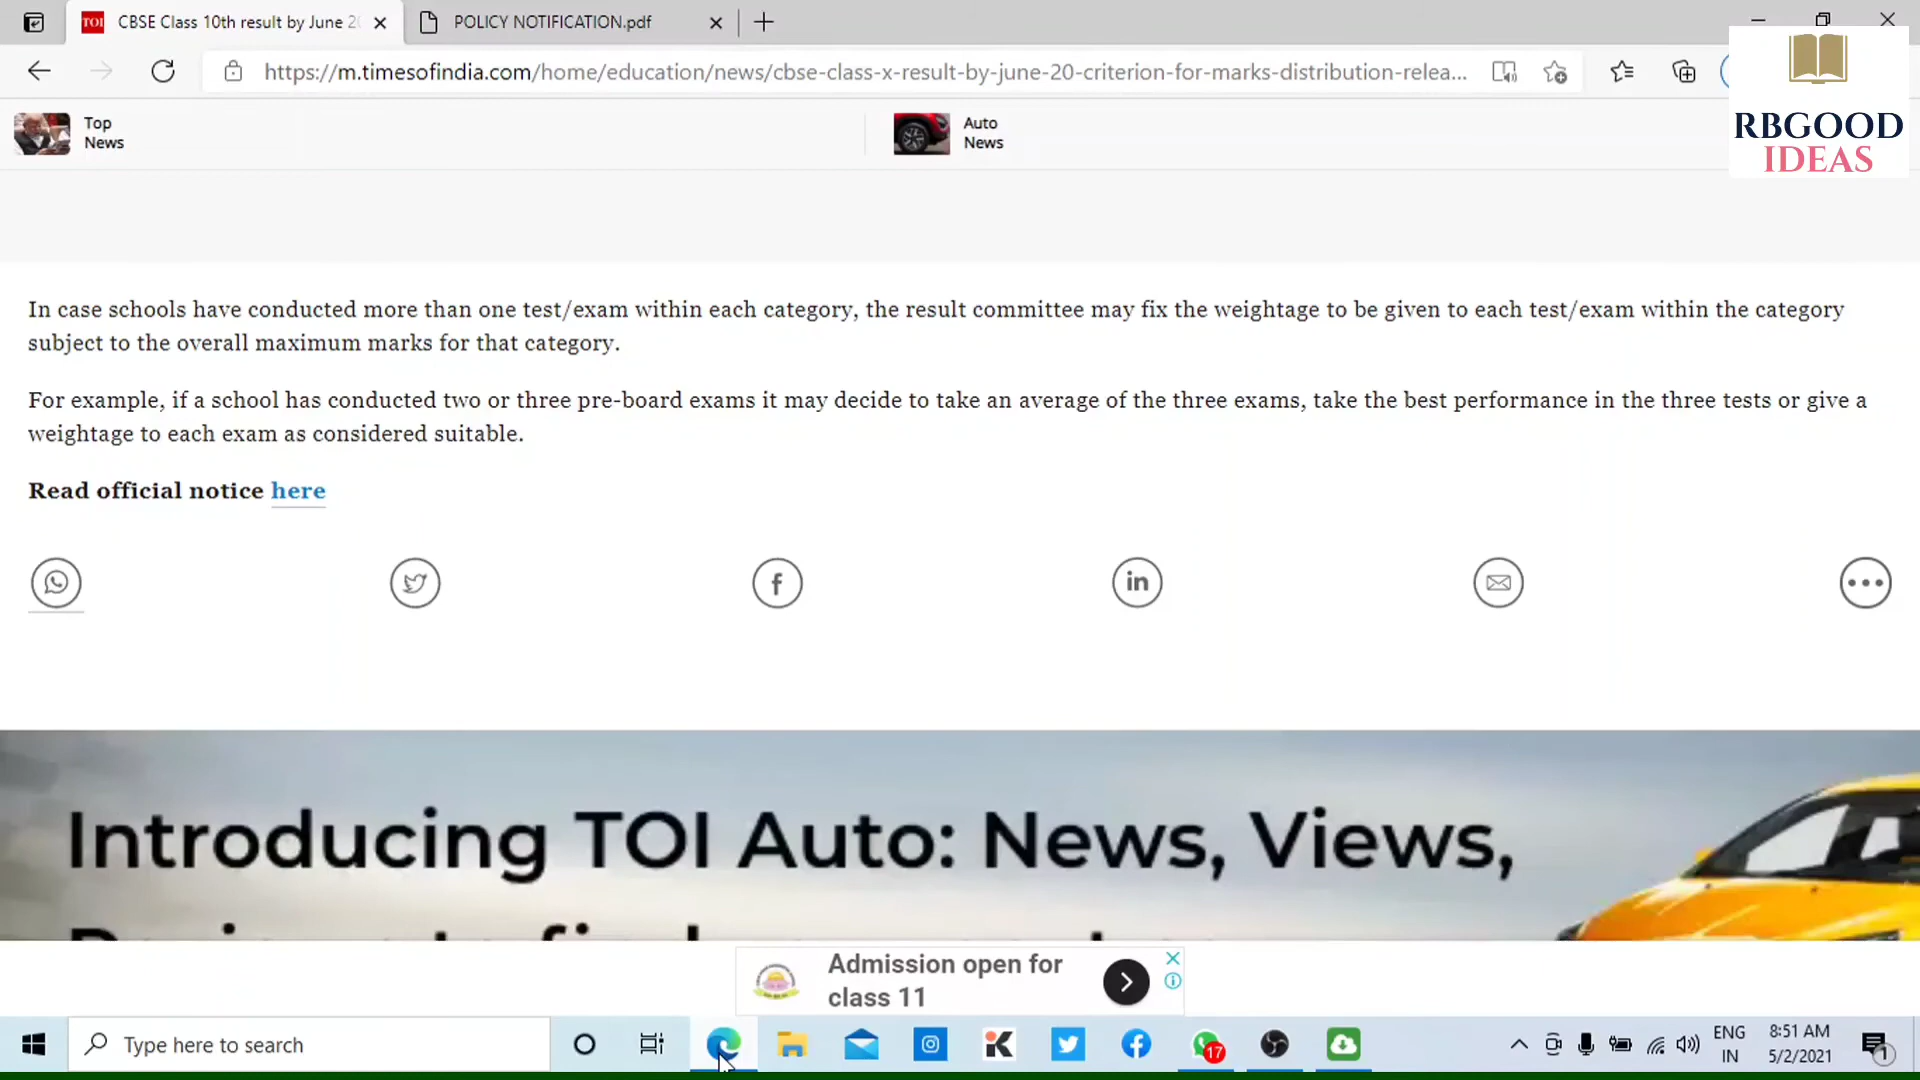 TOI CBSE Class 10th result by June 2
POLICY NOTIFICATION.pdf
https://m.timesofindia.com/home/education/news/cbse-class-x-result-by-june-20-criterion-for-marks-distribution-relea...
RBGOOD
IDEAS
Top
News
Auto
News
In case schools have conducted more than one test/exam within each category, the result committee may fix the weightage to be given to each test/exam within the category
subject to the overall maximum marks for that category.
For example, if a school has conducted two or three pre-board exams it may decide to take an average of the three exams, take the best performance in the three tests or give a
weightage to each exam as considered suitable.
Read official notice here
Introducing TOI Auto: News, Views,
Admission open for
class 11
Type here to search
17
ENG
IN
8:51 AM
5/2/2021
1